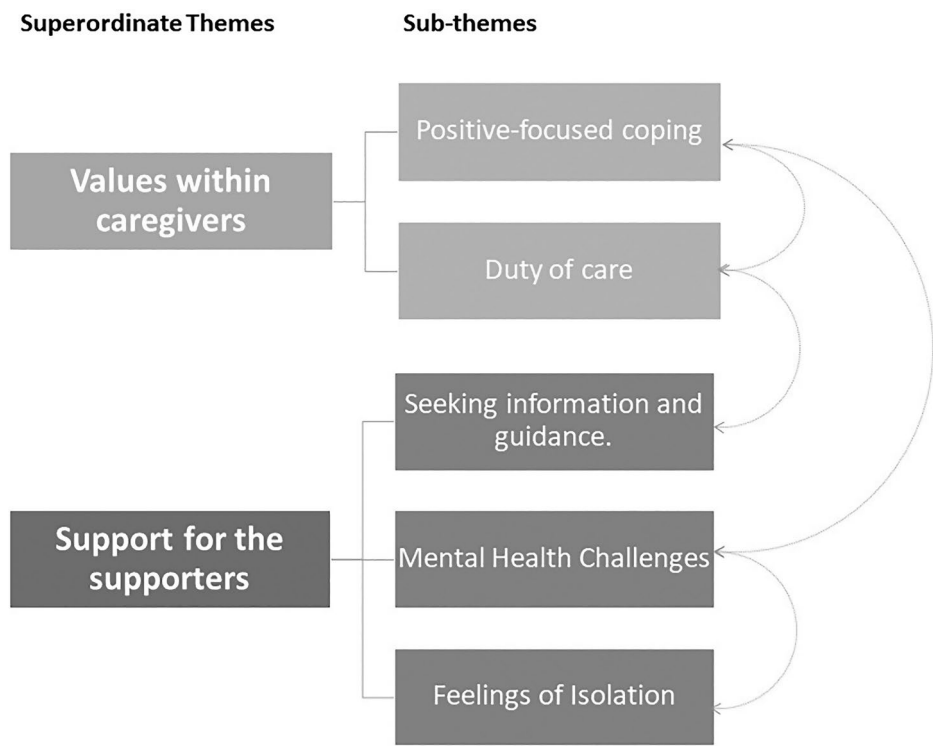 Superordinate Themes
Sub-themes
Values within
caregivers
Positive-focused coping
Duty of care
Support for the
supporters
Seeking information and
guidance.
Mental Health Challenges
Feelings of Isolation